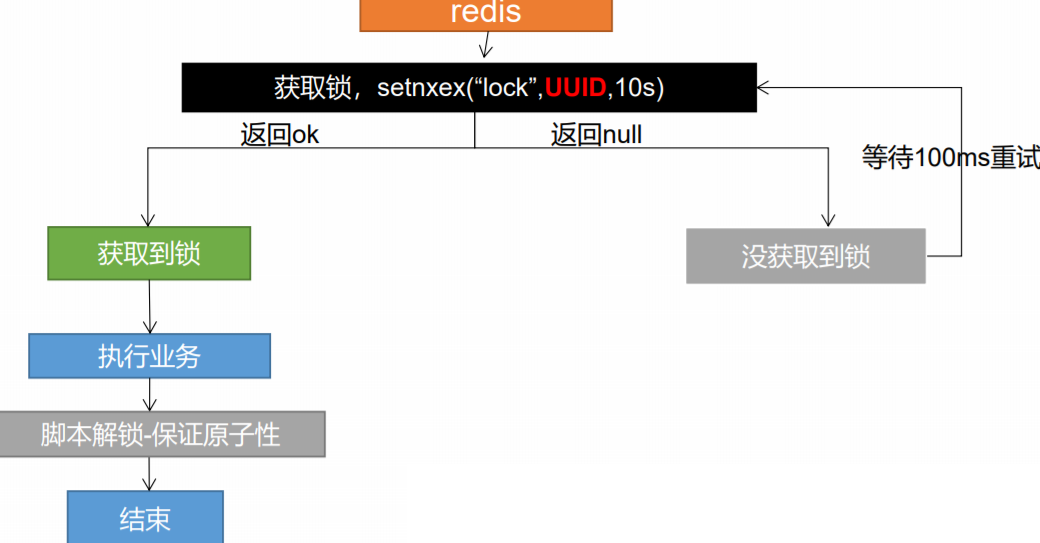 redis
获取锁，setnxex(“lock”,UUID,10s)
返回ok
返回null
等待100ms重试
获取到锁
没获取到锁
执行业务
脚本解锁-保证原子性
结束